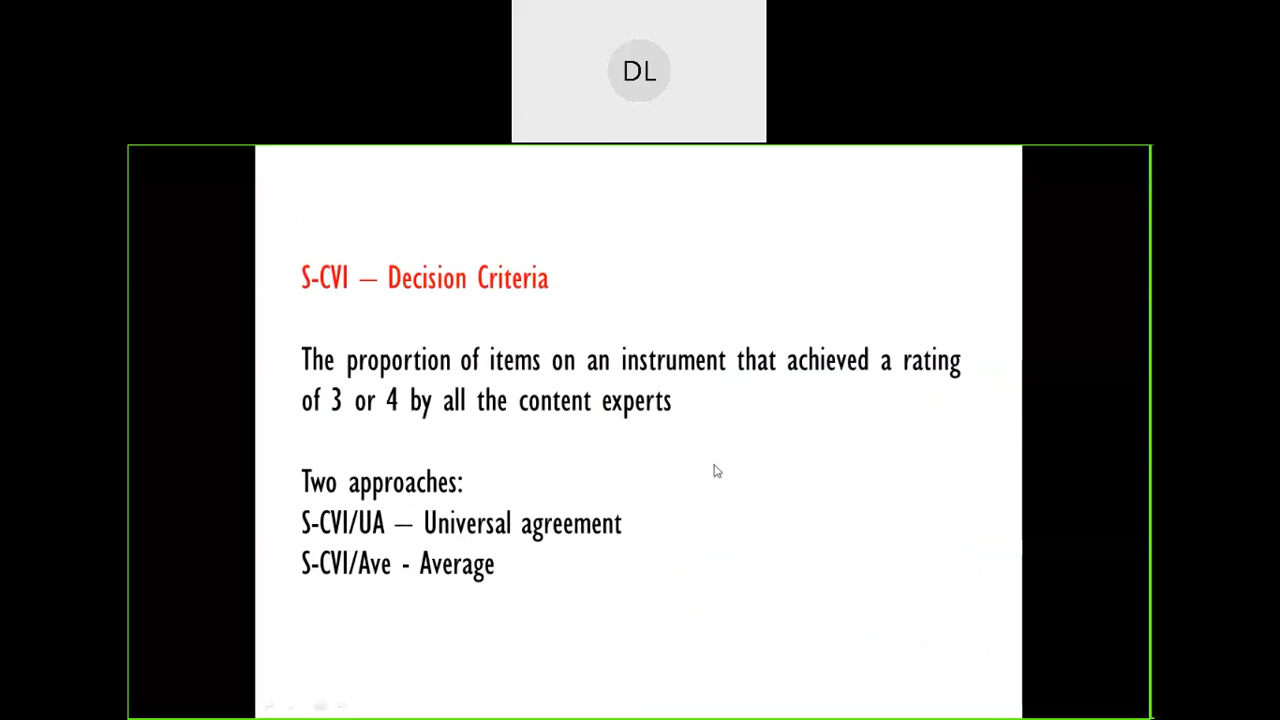 DL
S-CVI – Decision Criteria
The proportion of items on an instrument that achieved a rating
of 3 or 4 by all the content experts
Two approaches:
S-CVI/UA – Universal agreement
S-CVI/Ave - Average